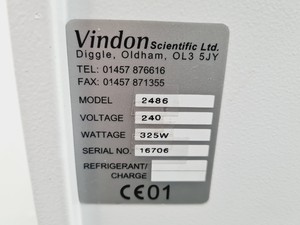 Vindon Scientific Ltd.
Diggle, Oldham, OL3 5JY
TEL: 01457 876616
FAX: 01457 871355
MODEL 2486
VOLTAGE 240
WATTAGE 325W
SERIAL NO. 16706
REFRIGERANT/
CHARGE
CE01